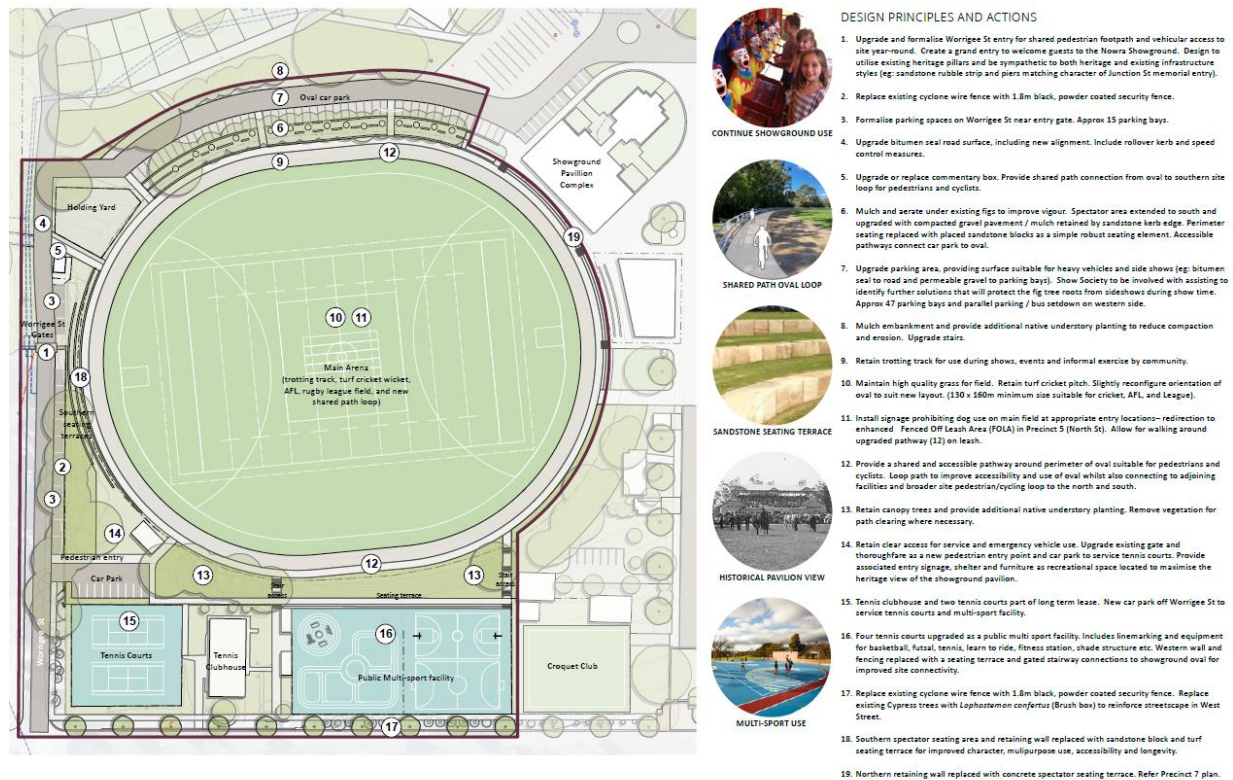 8
7
Oval car park
6
9
12
Showground
Pavilion
Complex
Holding Yard
4
5
19
3
Worrigee St
Gates
1
10 11
Main Arena
(trotting track, turf cricket wicket,
AFL, rugby league field, and new
shared path loop)
18
Southern
seating
terraces
2
3
14
Pedestrian entry
Car Park
13
12
13
Stair
access
Seating terrace
Stair
access
15
Tennis Courts
Tennis
Clubhouse
16
Public Multi-sport facility
Croquet Club
Worrigee St
17
CONTINUE SHOWGROUND USE
SHARED PATH OVAL LOOP
SANDSTONE SEATING TERRACE
HISTORICAL PAVILION VIEW
MULTI-SPORT USE
DESIGN PRINCIPLES AND ACTIONS
1. Upgrade and formalise Worrigee St entry for shared pedestrian footpath and vehicular access to
site year-round. Create a grand entry to welcome guests to the Nowra Showground. Design to
utilise existing heritage pillars and be sympathetic to both heritage and existing infrastructure
styles (eg: sandstone rubble strip and piers matching character of Junction St memorial entry).
2. Replace existing cyclone wire fence with 1.8m black, powder coated security fence.
3. Formalise parking spaces on Worrigee St near entry gate. Approx 15 parking bays.
4. Upgrade bitumen seal road surface, including new alignment. Include rollover kerb and speed
control measures.
5. Upgrade or replace commentary box. Provide shared path connection from oval to southern site
loop for pedestrians and cyclists.
6. Mulch and aerate under existing figs to improve vigour. Spectator area extended to south and
upgraded with compacted gravel pavement / mulch retained by sandstone kerb edge. Perimeter
seating replaced with placed sandstone blocks as a simple robust seating element. Accessible
pathways connect car park to oval.
7. Upgrade parking area, providing surface suitable for heavy vehicles and side shows (eg: bitumen
seal to road and permeable gravel to parking bays). Show Society to be involved with assisting to
identify further solutions that will protect the fig tree roots from sideshows during show time.
Approx 47 parking bays and parallel parking / bus setdown on western side.
8. Mulch embankment and provide additional native understory planting to reduce compaction
and erosion. Upgrade stairs.
9. Retain trotting track for use during shows, events and informal exercise by community.
10. Maintain high quality grass for field. Retain turf cricket pitch. Slightly reconfigure orientation of
oval to suit new layout. (130 x 160m minimum size suitable for cricket, AFL, and League).
11. Install signage prohibiting dog use on main field at appropriate entry locations– redirection to
enhanced Fenced Off Leash Area (FOLA) in Precinct 5 (North St). Allow for walking around
upgraded pathway (12) on leash.
12. Provide a shared and accessible pathway around perimeter of oval suitable for pedestrians and
cyclists. Loop path to improve accessibility and use of oval whilst also connecting to adjoining
facilities and broader site pedestrian/cycling loop to the north and south.
13. Retain canopy trees and provide additional native understory planting. Remove vegetation for
path clearing where necessary.
14. Retain clear access for service and emergency vehicle use. Upgrade existing gate and
thoroughfare as a new pedestrian entry point and car park to service tennis courts. Provide
associated entry signage, shelter and furniture as recreational space located to maximise the
heritage view of the showground pavilion.
15. Tennis clubhouse and two tennis courts part of long term lease. New car park off Worrigee St to
service tennis courts and multi-sport facility.
16. Four tennis courts upgraded as a public multi sport facility. Includes linemarking and equipment
for basketball, futsal, tennis, learn to ride, fitness station, shade structure etc. Western wall and
fencing replaced with a seating terrace and gated stairway connections to showground oval for
improved site connectivity.
17. Replace existing cyclone wire fence with 1.8m black, powder coated security fence. Replace
existing Cypress trees with Lophostemon confertus (Brush box) to reinforce streetscape in West
Street.
18. Southern spectator seating area and retaining wall replaced with sandstone block and turf
seating terrace for improved character, mulipurpose use, accessibility and longevity.
19. Northern retaining wall replaced with concrete spectator seating terrace. Refer Precinct 7 plan.